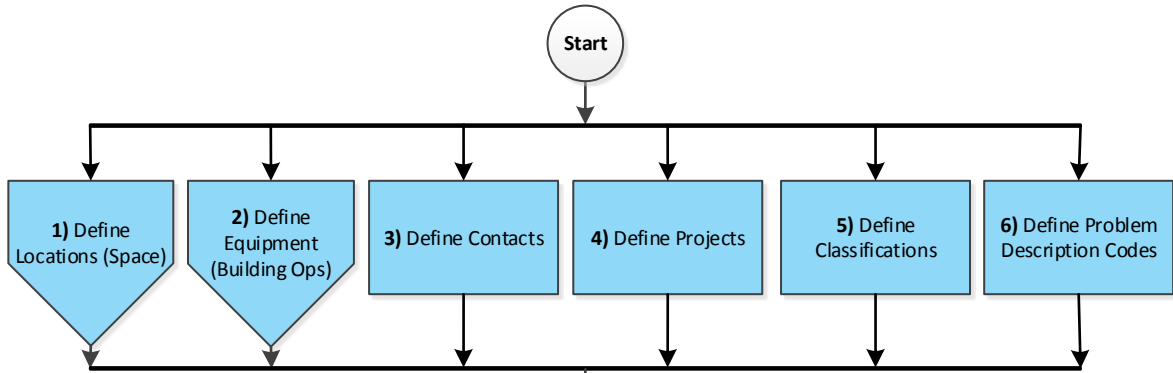 Start
1) Define
Locations (Space)
2) Define
Equipment
(Building Ops)
3) Define Contacts
4) Define Projects
5) Define
Classifications
6) Define Problem
Description Codes